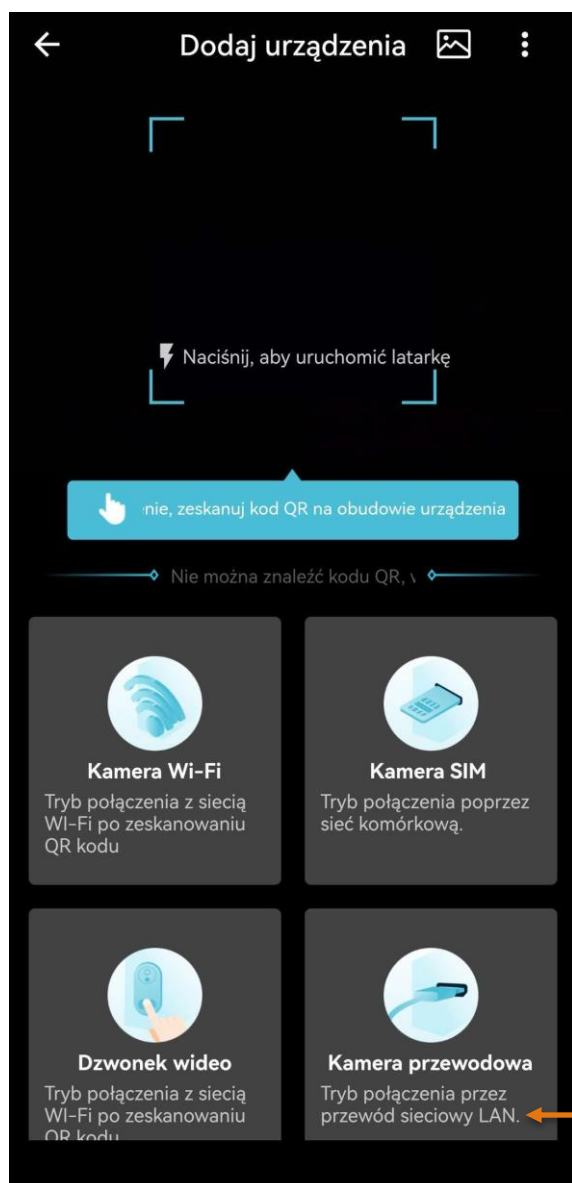 Dodaj urządzenia
Naciśnij, aby uruchomić latarkę
nie, zeskanuj kod QR na obudowie urządzenia
Nie można znaleźć kodu QR,
Kamera Wi-Fi
Tryb połączenia z siecią
WI-Fi po zeskanowaniu
QR kodu
Kamera SIM
Tryb połączenia poprzez
sieć komórkową.
Dzwonek wideo
Tryb połączenia z siecią
WI-Fi po zeskanowaniu
QR kodu
Kamera przewodowa
Tryb połączenia przez
przewód sieciowy LAN.